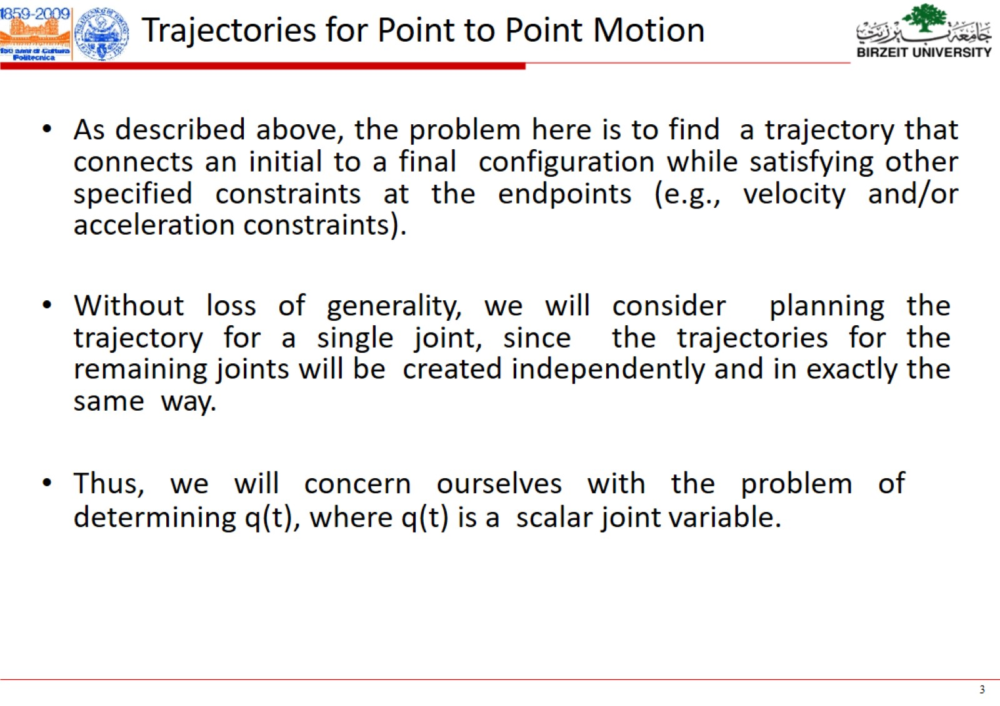 1859-2009
150 anni di Cultura
Politecnica
Trajectories for Point to Point Motion
جامعة بيرزيت
BIRZEIT UNIVERSITY
• As described above, the problem here is to find a trajectory that
connects an initial to a final configuration while satisfying other
specified constraints at the endpoints (e.g., velocity and/or
acceleration constraints).
• Without loss of generality, we will consider planning the
trajectory for a single joint, since the trajectories for the
remaining joints will be created independently and in exactly the
same way.
• Thus, we will concern ourselves with the problem of
determining q(t), where q(t) is a scalar joint variable.
3